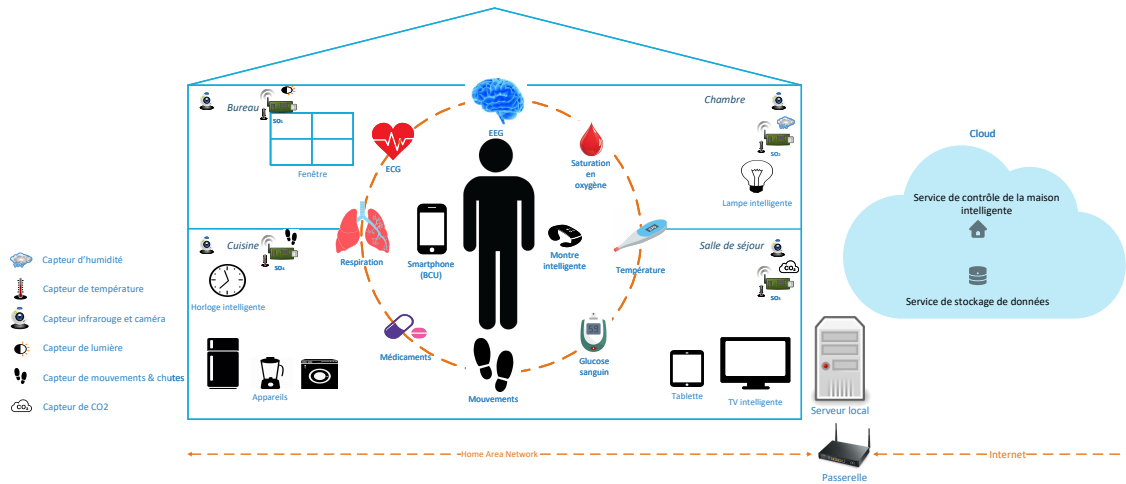 Bureau
SO₂
Fenêtre
ECG
EEG
Saturation
en
oxygène
Chambre
Lampe intelligente
Cloud
Service de contrôle de la maison
intelligente
Service de stockage de données
Capteur d'humidité
Capteur de température
Capteur infrarouge et caméra
Capteur de lumière
Capteur de mouvements & chutes
CO₂
Capteur de CO2
Cuisine
Horloge intelligente
Appareils
Respiration
Smartphone
(BCU)
Montre
intelligente
Température
Salle de séjour
CO₂
Médicaments
Mouvements
59
Glucose
sanguin
Tablette
TV intelligente
Serveur local
Home Area Network
Passerelle
Internet